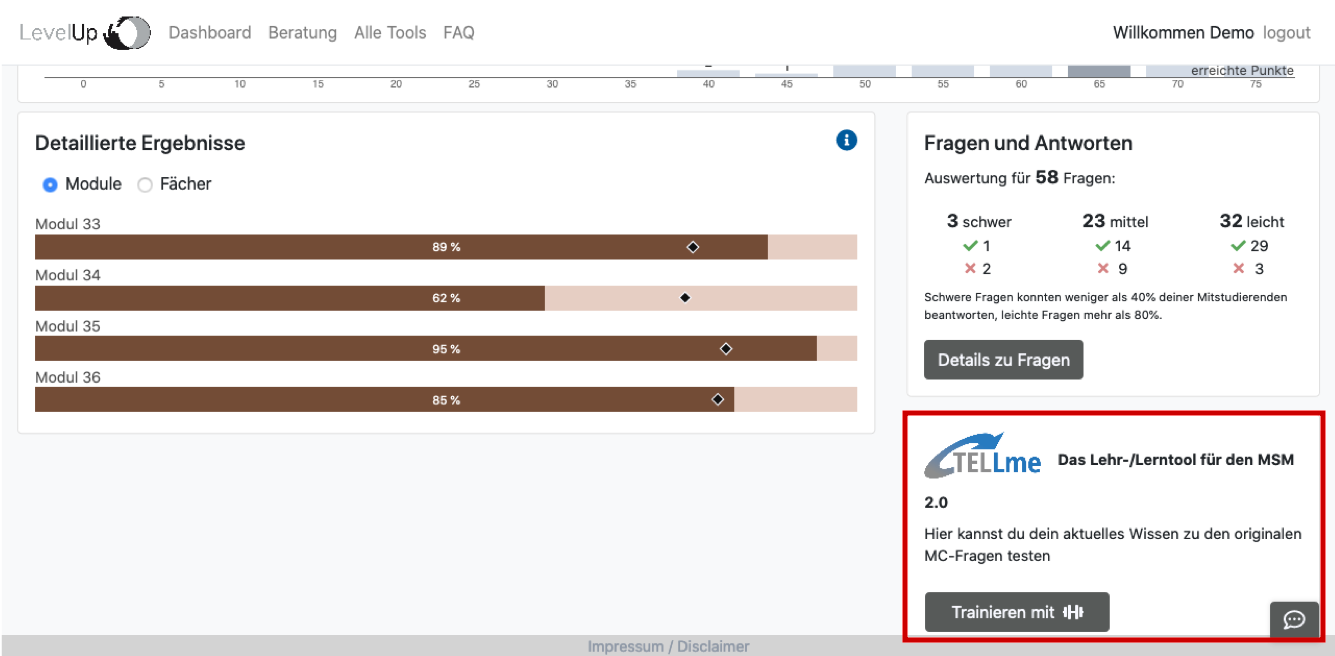 LevelUp Dashboard Beratung Alle Tools FAQ Willkommen Demo logout
erreichte Punkte
0 5 10 15 20 25 30 35 40 45 50 55 60 65 70 75
Detaillierte Ergebnisse
Module Fächer
Modul 33
89 %
Modul 34
62 %
Modul 35
95 %
Modul 36
85 %
Fragen und Antworten
Auswertung für 58 Fragen:
3 schwer 23 mittel 32 leicht
1 14 29
2 9 3
Schwere Fragen konnten weniger als 40% deiner Mitstudierenden
beantworten, leichte Fragen mehr als 80%.
Details zu Fragen
TELLme Das Lehr-/Lerntool für den MSM
2.0
Hier kannst du dein aktuelles Wissen zu den originalen
MC-Fragen testen
Trainieren mit
Impressum / Disclaimer